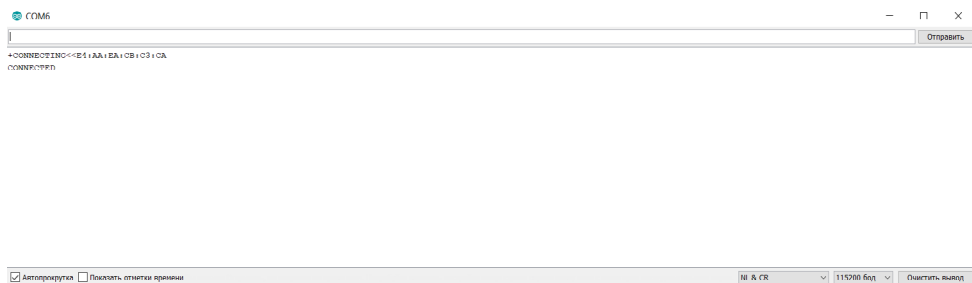 COM6
Отправить
+CONNECTING<<E4:AA:EA:CB:C3:CA
CONNECTED
Автопрокрутка Показать отметки времени NL & CR 115200 бод Очистить вывод